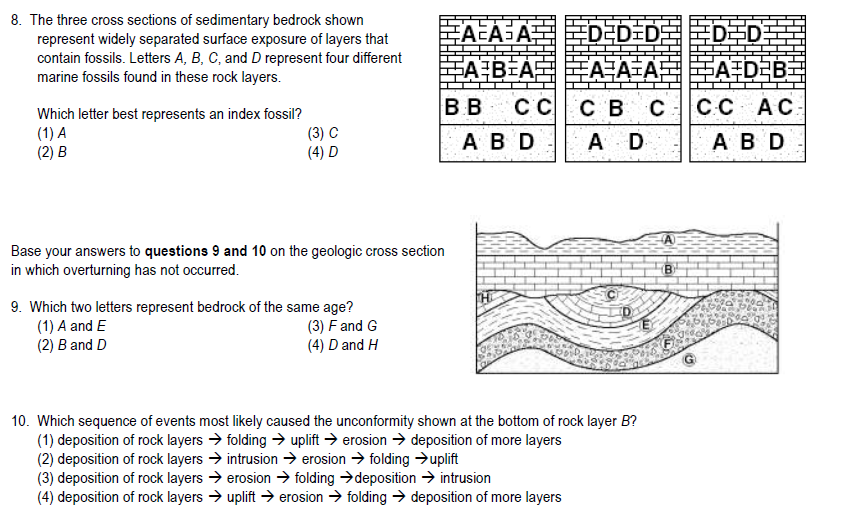 8. The three cross sections of sedimentary bedrock shown
represent widely separated surface exposure of layers that
contain fossils. Letters A, B, C, and D represent four different
marine fossils found in these rock layers.
Which letter best represents an index fossil?
(1) A (3) C
(2) B (4) D
A A A
A B A
B B C C
A B D
D D D
A A A
C B C
A D
D D
A D B
C C A C
A B D
Base your answers to questions 9 and 10 on the geologic cross section
in which overturning has not occurred.
9. Which two letters represent bedrock of the same age?
(1) A and E (3) F and G
(2) B and D (4) D and H
A
B
H
C
D
E
F
G
10. Which sequence of events most likely caused the unconformity shown at the bottom of rock layer B?
(1) deposition of rock layers → folding → uplift → erosion → deposition of more layers
(2) deposition of rock layers → intrusion → erosion → folding →uplift
(3) deposition of rock layers → erosion → folding →deposition → intrusion
(4) deposition of rock layers → uplift → erosion → folding → deposition of more layers